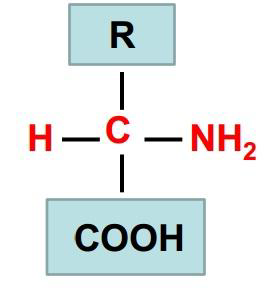 R
H — C — NH₂
COOH